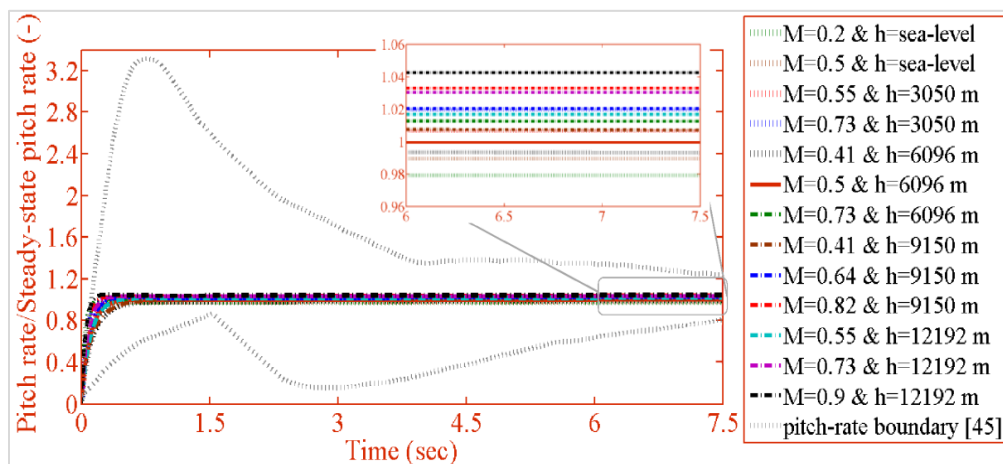 Pitch rate/Steady-state pitch rate (-)
3.2
2.8
2.4
2
1.6
1.2
0.8
0.4
0
0
1.5
3
4.5
6
7.5
Time (sec)
1.06
1.04
1.02
1
0.98
0.96
6
6.5
7
7.5
M=0.2 & h=sea-level
M=0.5 & h=sea-level
M=0.55 & h=3050 m
M=0.73 & h=3050 m
M=0.41 & h=6096 m
M=0.5 & h=6096 m
M=0.73 & h=6096 m
M=0.41 & h=9150 m
M=0.64 & h=9150 m
M=0.82 & h=9150 m
M=0.55 & h=12192 m
M=0.73 & h=12192 m
M=0.9 & h=12192 m
pitch-rate boundary [45]